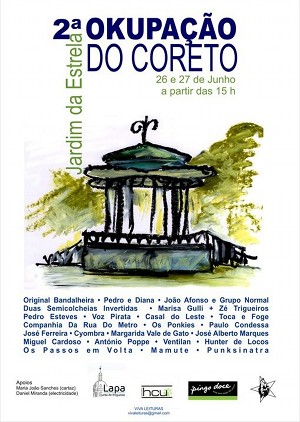 2ª OKUPAÇÃO
DO CORETO
Jardim da Estrela
26 e 27 de Junho
a partir das 15 h
Original Bandalheira • Pedro e Diana • João Afonso e Grupo Normal
Duas Semicolcheias Invertidas • Marisa Gulli + Zé Trigueiros
Pedro Esteves • Voz Pirata • Casal do Leste • Toca e Foge
Companhia Da Rua Do Metro • Os Ponkies • Paulo Condessa
José Ferreira • Cyombra • Margarida Vale de Gato • José Alberto Marques
Miguel Cardoso • António Poppe • Ventilan • Hunter de Locos
Os Passos em Volta • Mamute • Punksinatra
Apoios
Maria João Sanches (cartaz)
Daniel Miranda (electricidade)
Lapa
hcu
pingo doce
VIVA LEITURAS
vivaleituras@gmail.com